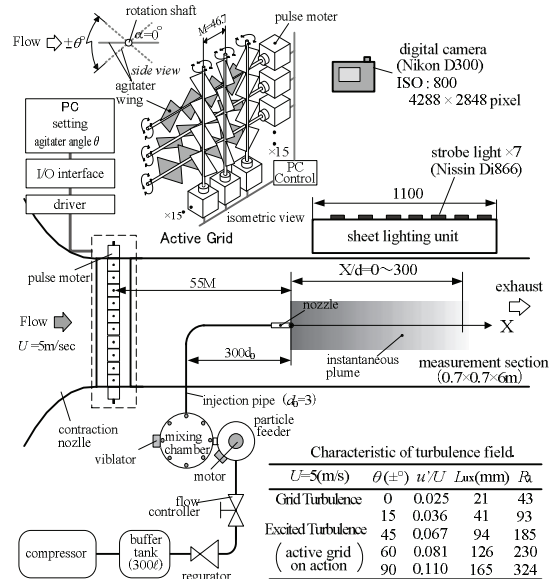 rotation shaft
Flow
±θ°
α=0°
side view
agitater
wing
M=46.7
pulse moter
×15
×15
PC
Control
isometric view
Active Grid
digital camera
(Nikon D300)
ISO : 800
4288 × 2848 pixel
strobe light ×7
(Nissin Di866)
1100
sheet lighting unit
PC
setting
agitater angle θ
I/O interface
driver
pulse moter
55M
X/d=0～300
nozzle
exhaust
X
Flow
U=5m/sec
300d₀
instantaneous
plume
measurement section
(0.7×0.7×6m)
contraction
nozlle
injection pipe (d₀=3)
particle
feeder
mixing
chamber
viblator
motor
flow
controller
compressor
buffer
tank
(300ℓ)
regurator
Characteristic of turbulence field.
U=5(m/s) θ(±°) u'/U Lux(mm) Rλ
Grid Turbulence 0 0.025 21 43
15 0.036 41 93
Excited Turbulence 45 0.067 94 185
(active grid 60 0.081 126 230
on action) 90 0.110 165 324